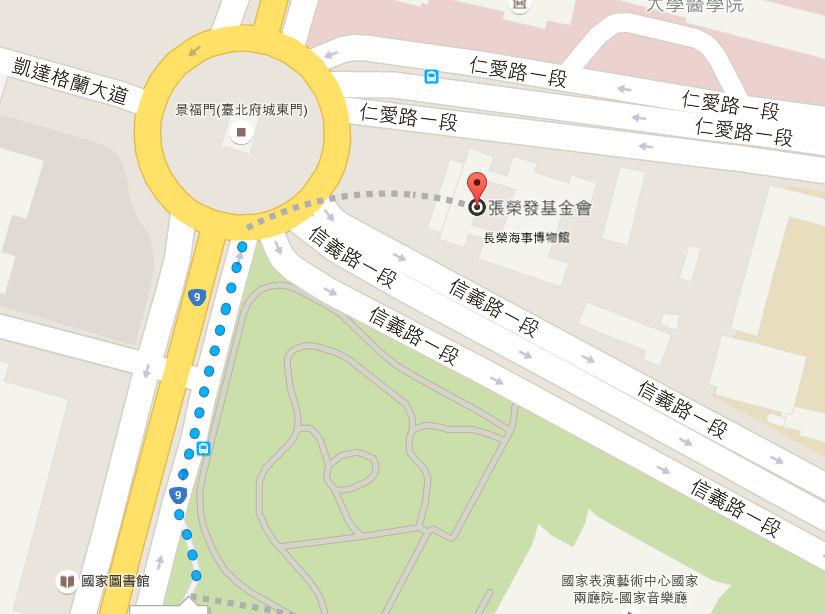 大學醫學院
仁愛路一段
凱達格蘭大道
仁愛路一段
景福門(臺北府城東門)
仁愛路一段
仁愛路一段
張榮發基金會
長榮海事博物館
信義路一段
信義路一段
9
信義路一段
信義路一段
9
信義路一段
國家圖書館
國家表演藝術中心國家
兩廳院-國家音樂廳